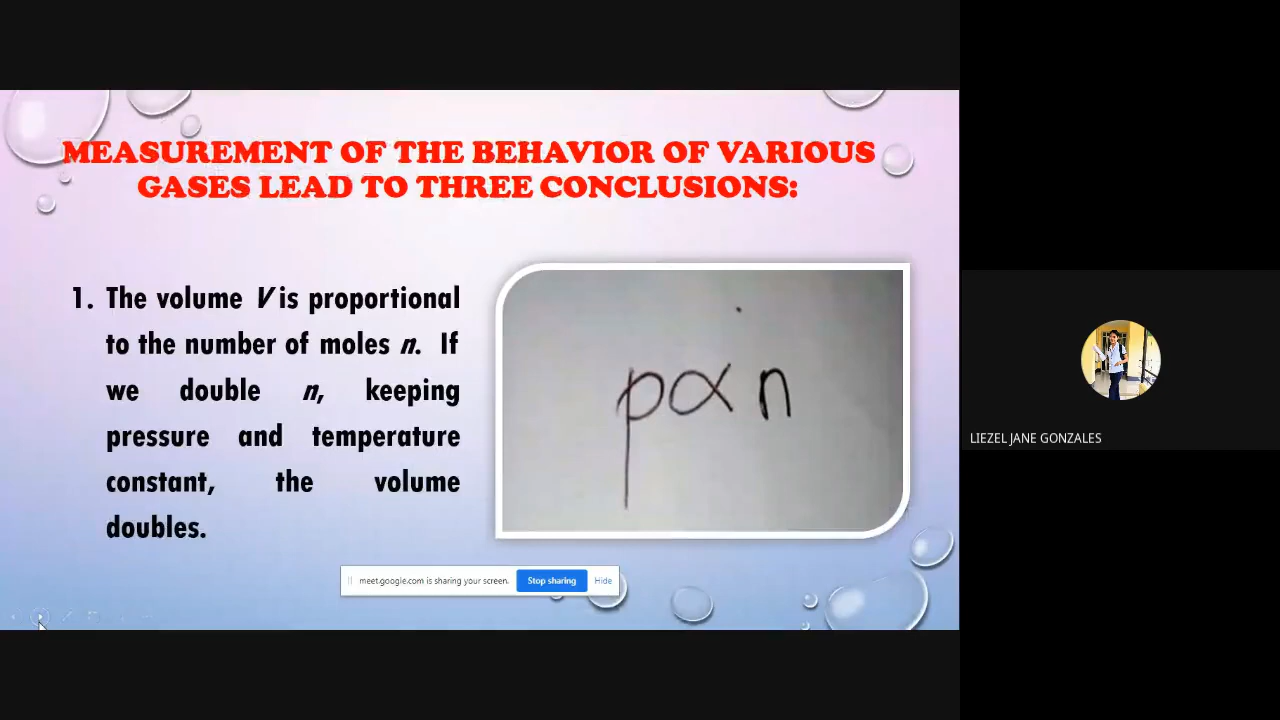 MEASUREMENT OF THE BEHAVIOR OF VARIOUS
GASES LEAD TO THREE CONCLUSIONS:
1. The volume V is proportional
to the number of moles n. If
we double n, keeping
pressure and temperature
constant, the volume
doubles.
p∝n
meet.google.com is sharing your screen.
Stop sharing
Hide
LIEZEL JANE GONZALES